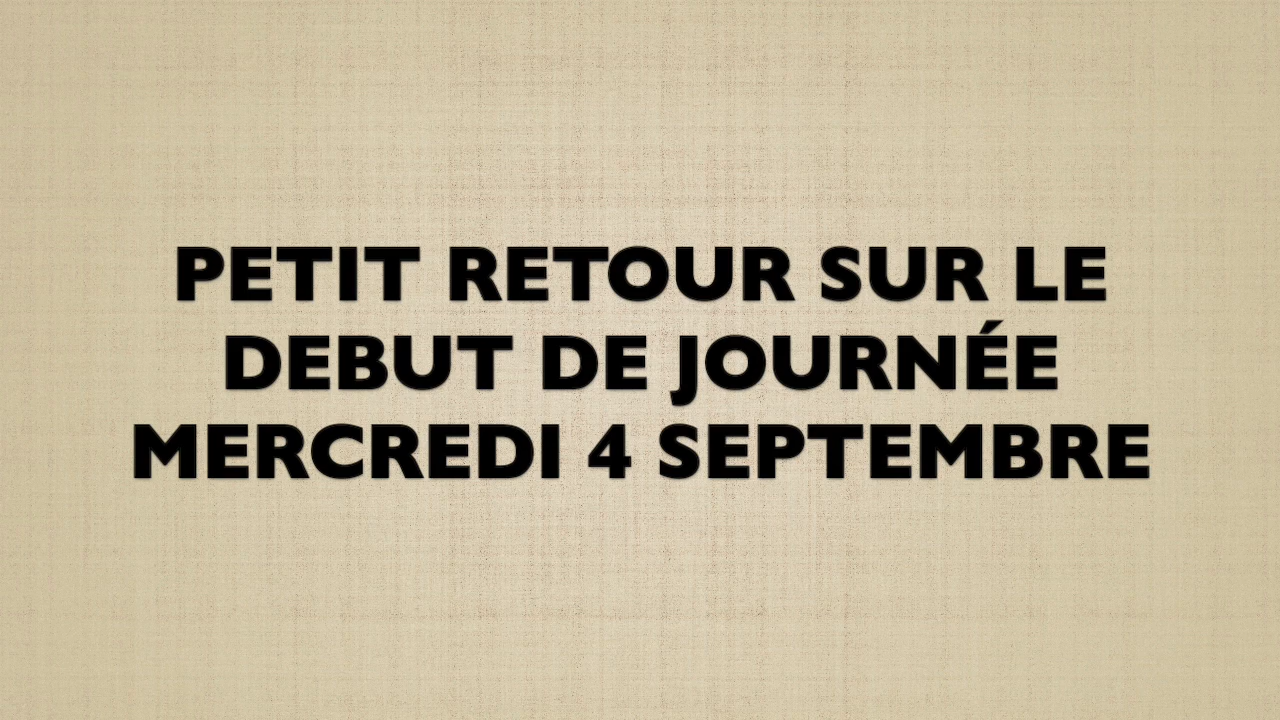 PETIT RETOUR SUR LE
DEBUT DE JOURNÉE
MERCREDI 4 SEPTEMBRE